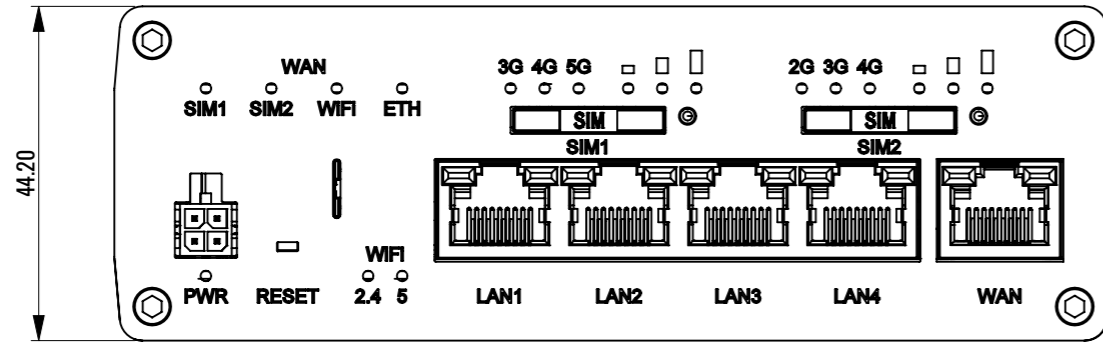 WAN
SIM1 SIM2 WIFI ETH
3G 4G 5G
SIM
SIM1
2G 3G 4G
SIM
SIM2
44.20
WIFI
2.4 5
PWR
RESET
LAN1
LAN2
LAN3
LAN4
WAN